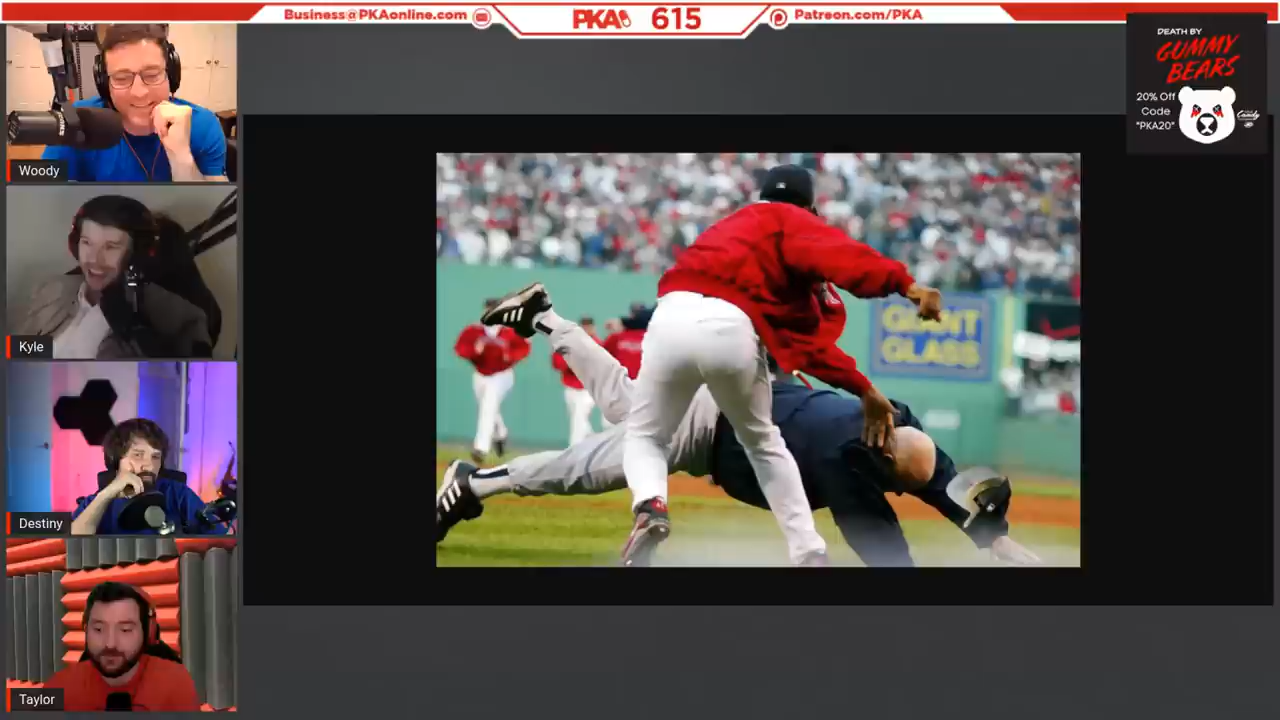 Business@PKAonline.com
PKA 615
Patreon.com/PKA
DEATH BY
GUMMY
BEARS
20% Off
Code
"PKA20"
Candy
Woody
Kyle
Destiny
Taylor
GIANT
GLASS